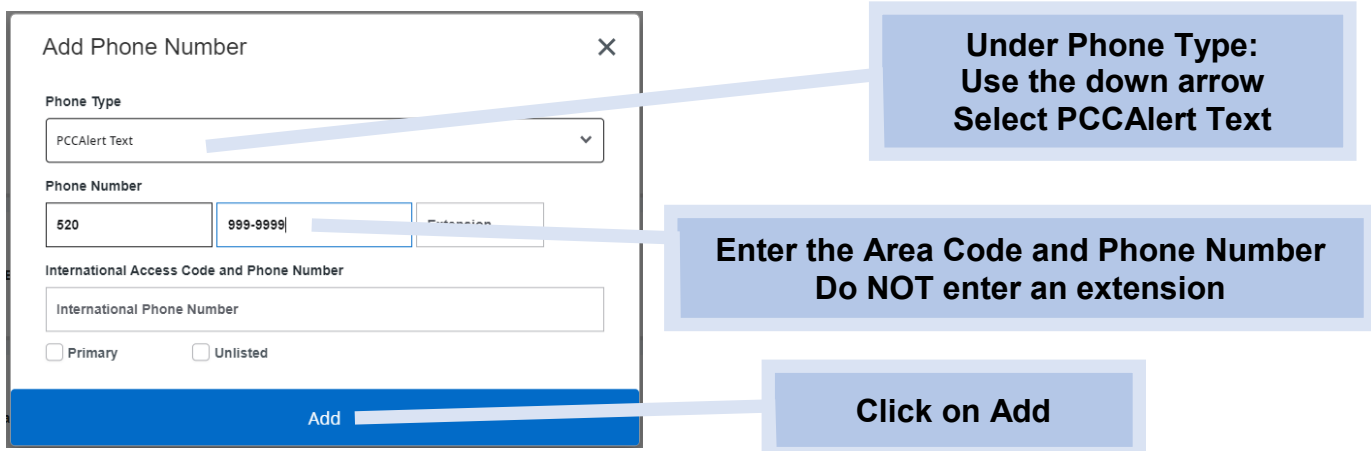 Add Phone Number
Phone Type
PCCAlert Text
Phone Number
520
999-9999
Extension
International Access Code and Phone Number
International Phone Number
Primary
Unlisted
Add
Under Phone Type:
Use the down arrow
Select PCCAlert Text
Enter the Area Code and Phone Number
Do NOT enter an extension
Click on Add